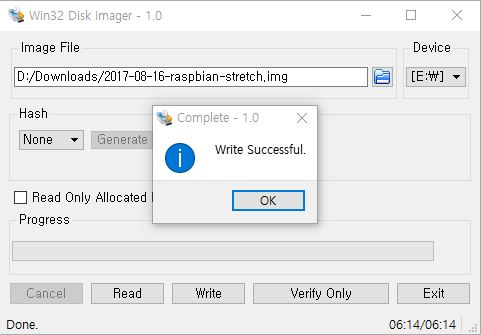 Win32 Disk Imager - 1.0
Image File
Device
D:/Downloads/2017-08-16-raspbian-stretch.img
[E:₩]
Hash
None
Generate
Complete - 1.0
Write Successful.
OK
Read Only Allocated
Progress
Cancel
Read
Write
Verify Only
Exit
Done.
06:14/06:14